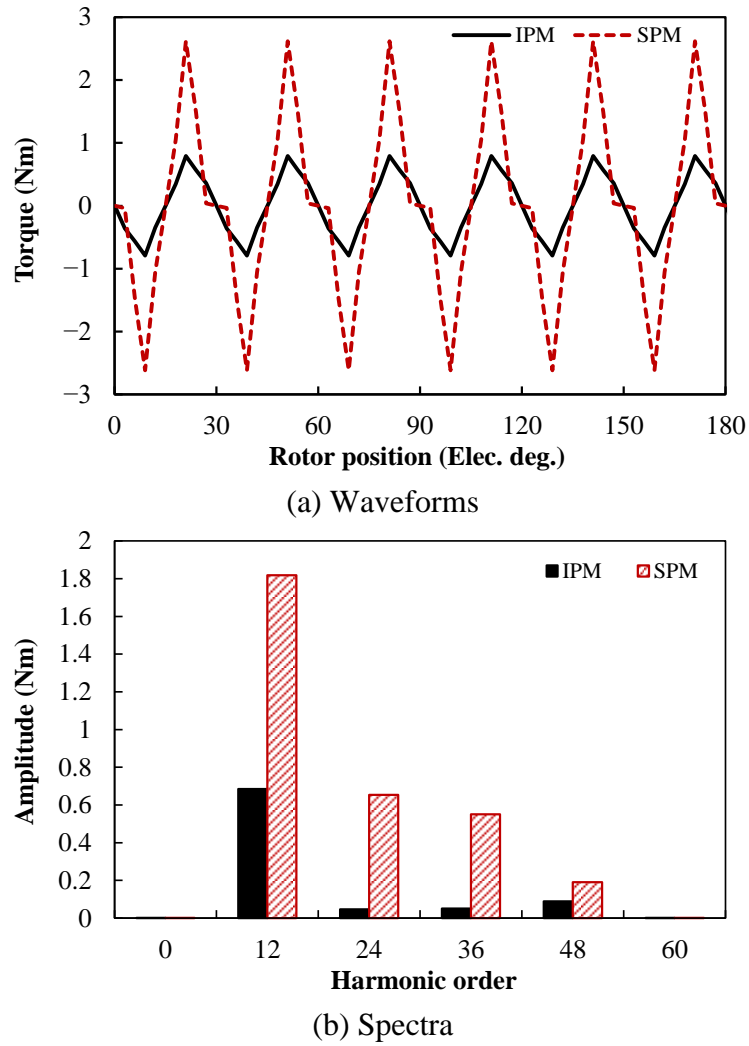 IPM SPM
3
2
1
0
−1
−2
−3
Torque (Nm)
0 30 60 90 120 150 180
Rotor position (Elec. deg.)
(a) Waveforms
IPM SPM
2
1.8
1.6
1.4
1.2
1
0.8
0.6
0.4
0.2
0
Amplitude (Nm)
0 12 24 36 48 60
Harmonic order
(b) Spectra